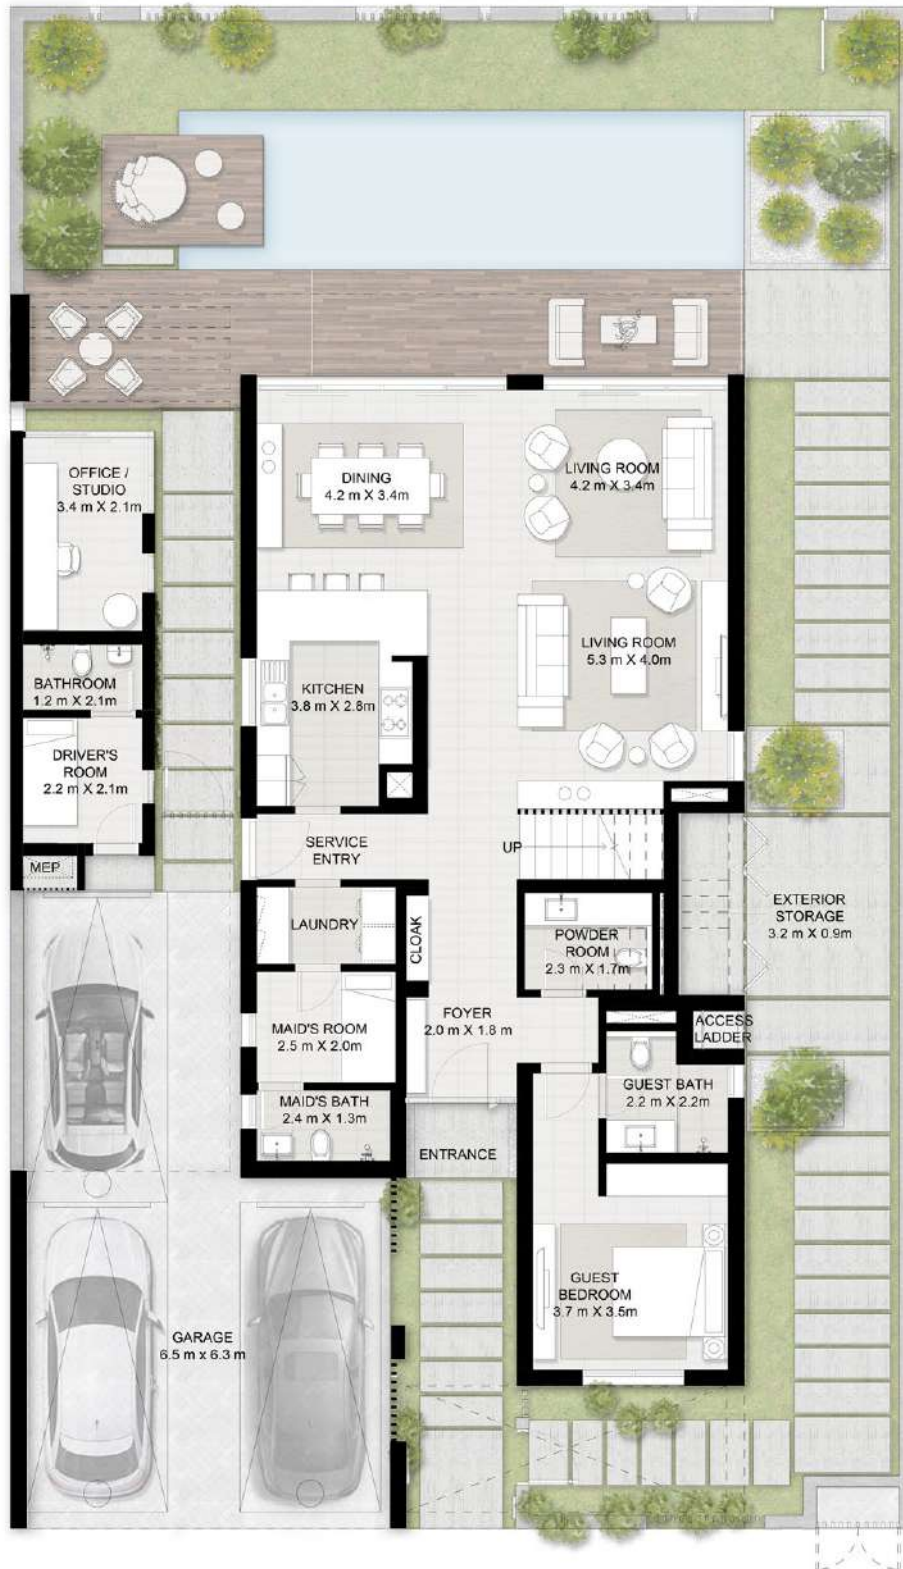 OFFICE /
STUDIO
3.4 m X 2.1m
DINING
4.2 m X 3.4m
LIVING ROOM
4.2 m X 3.4m
LIVING ROOM
5.3 m X 4.0m
BATHROOM
1.2 m X 2.1m
KITCHEN
3.8 m X 2.8m
DRIVER'S
ROOM
2.2 m X 2.1m
MEP
SERVICE
ENTRY
UP
LAUNDRY
CLOAK
POWDER
ROOM
2.3 m X 1.7m
EXTERIOR
STORAGE
3.2 m X 0.9m
MAID'S ROOM
2.5 m X 2.0m
FOYER
2.0 m X 1.8 m
ACCESS
LADDER
MAID'S BATH
2.4 m X 1.3m
GUEST BATH
2.2 m X 2.2m
ENTRANCE
GUEST
BEDROOM
3.7 m X 3.5m
GARAGE
6.5 m x 6.3 m